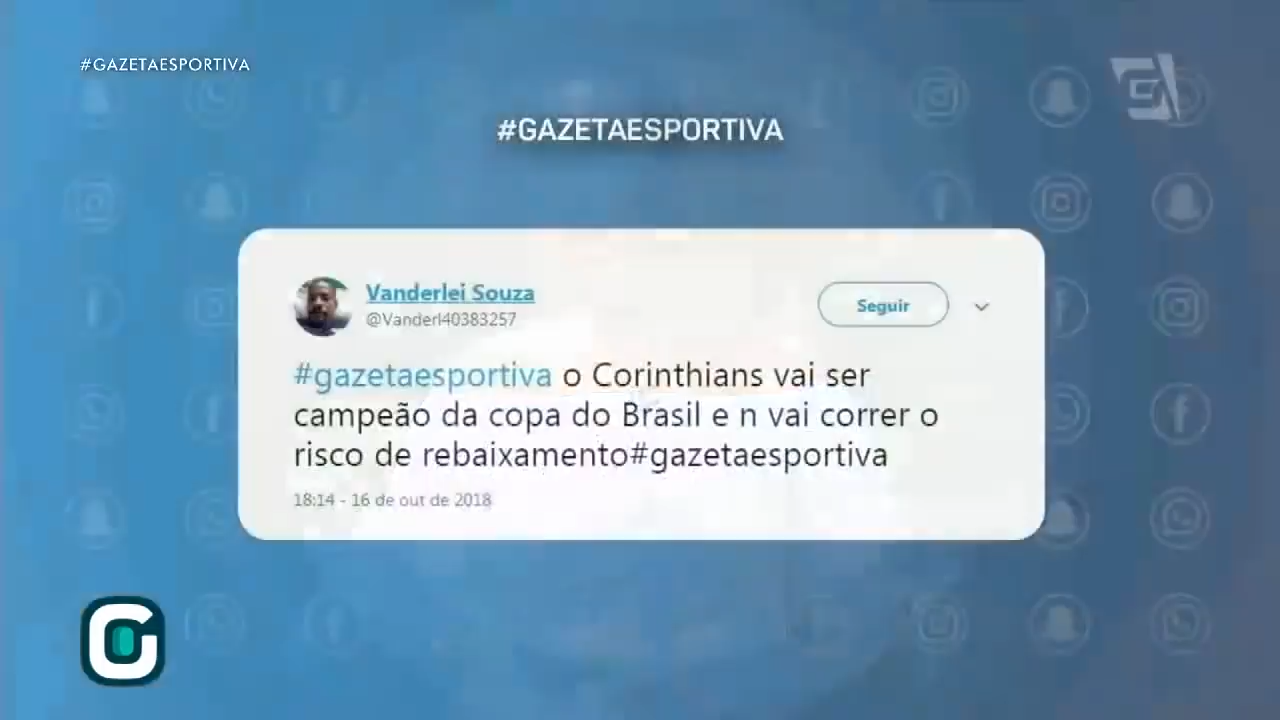 #GAZETAESPORTIVA
#GAZETAESPORTIVA
Vanderlei Souza
@Vanderl40383257
Seguir
#gazetaesportiva o Corinthians vai ser
campeão da copa do Brasil e n vai correr o
risco de rebaixamento#gazetaesportiva
18:14 - 16 de out de 2018